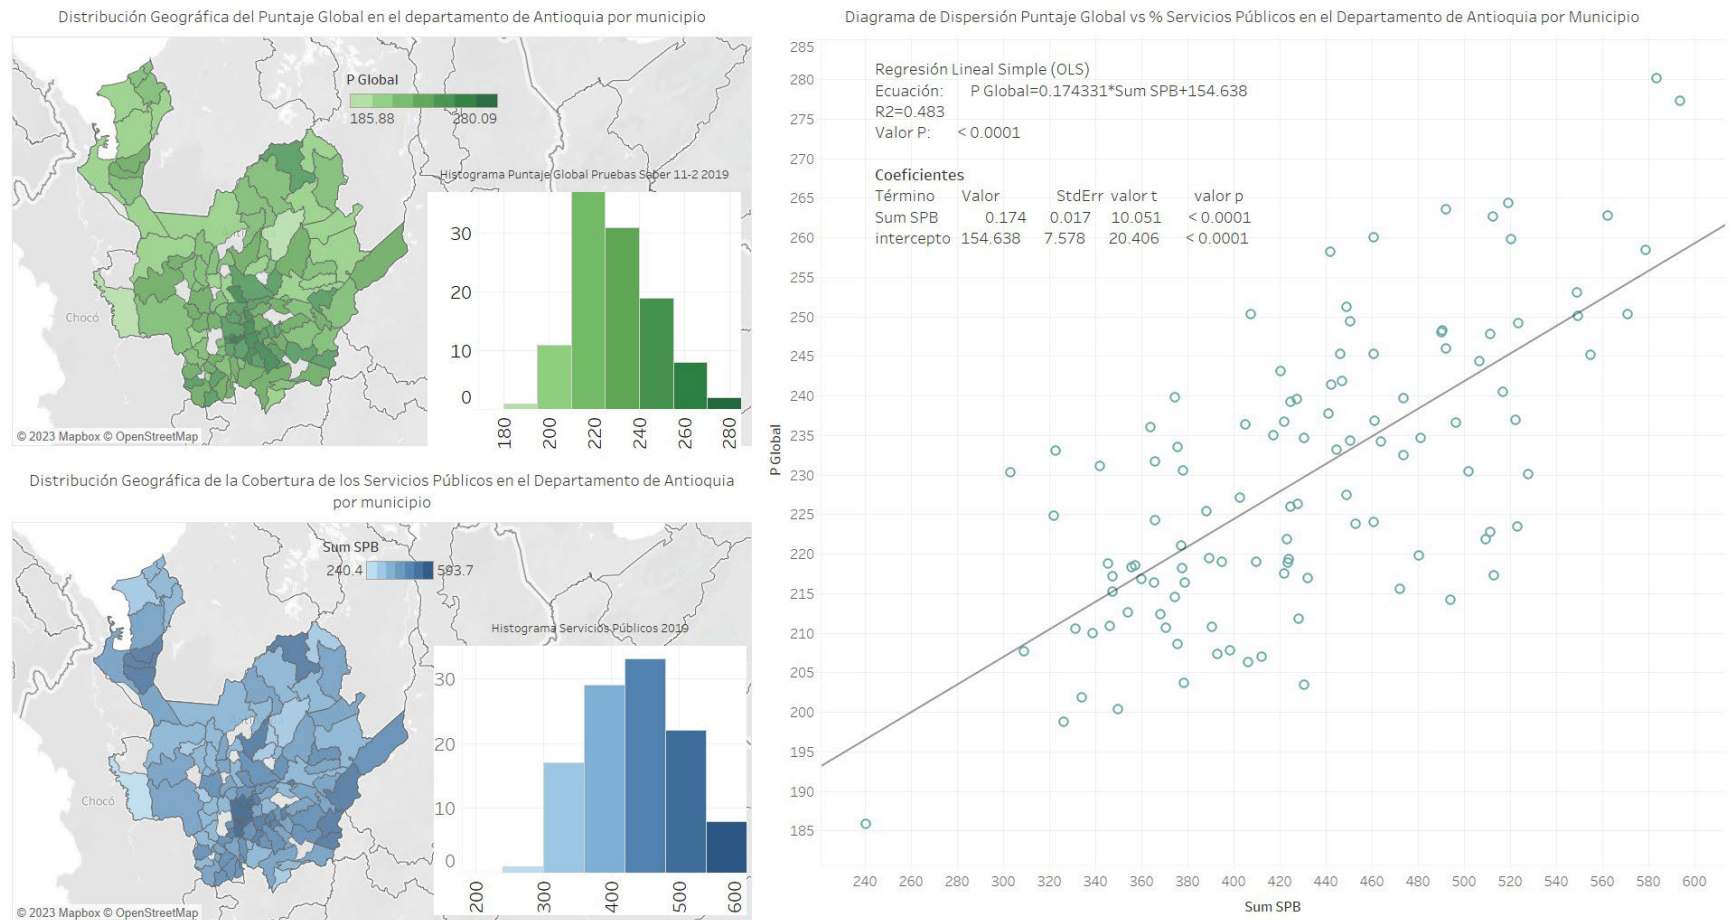 Distribución Geográfica del Puntaje Global en el departamento de Antioquia por municipio
P Global
185.88 280.09
Histograma Puntaje Global Pruebas Saber 11-2 2019
30
20
10
0
180 200 220 240 260 280
Chocó
© 2023 Mapbox © OpenStreetMap
Distribución Geográfica de la Cobertura de los Servicios Públicos en el Departamento de Antioquia
por municipio
Sum SPB
240.4 593.7
Histograma Servicios Públicos 2019
30
20
10
0
200 300 400 500 600
Chocó
© 2023 Mapbox © OpenStreetMap
Diagrama de Dispersión Puntaje Global vs % Servicios Públicos en el Departamento de Antioquia por Municipio
Regresión Lineal Simple (OLS)
Ecuación: P Global=0.174331*Sum SPB+154.638
R2=0.483
Valor P: < 0.0001
Coeficientes
Término Valor StdErr valor t valor p
Sum SPB 0.174 0.017 10.051 < 0.0001
intercepto 154.638 7.578 20.406 < 0.0001
P Global
285
280
275
270
265
260
255
250
245
240
235
230
225
220
215
210
205
200
195
190
185
240 260 280 300 320 340 360 380 400 420 440 460 480 500 520 540 560 580 600
Sum SPB